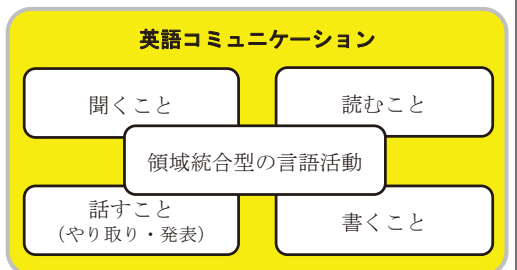 英語コミュニケーション
聞くこと
読むこと
領域統合型の言語活動
話すこと
（やり取り・発表）
書くこと